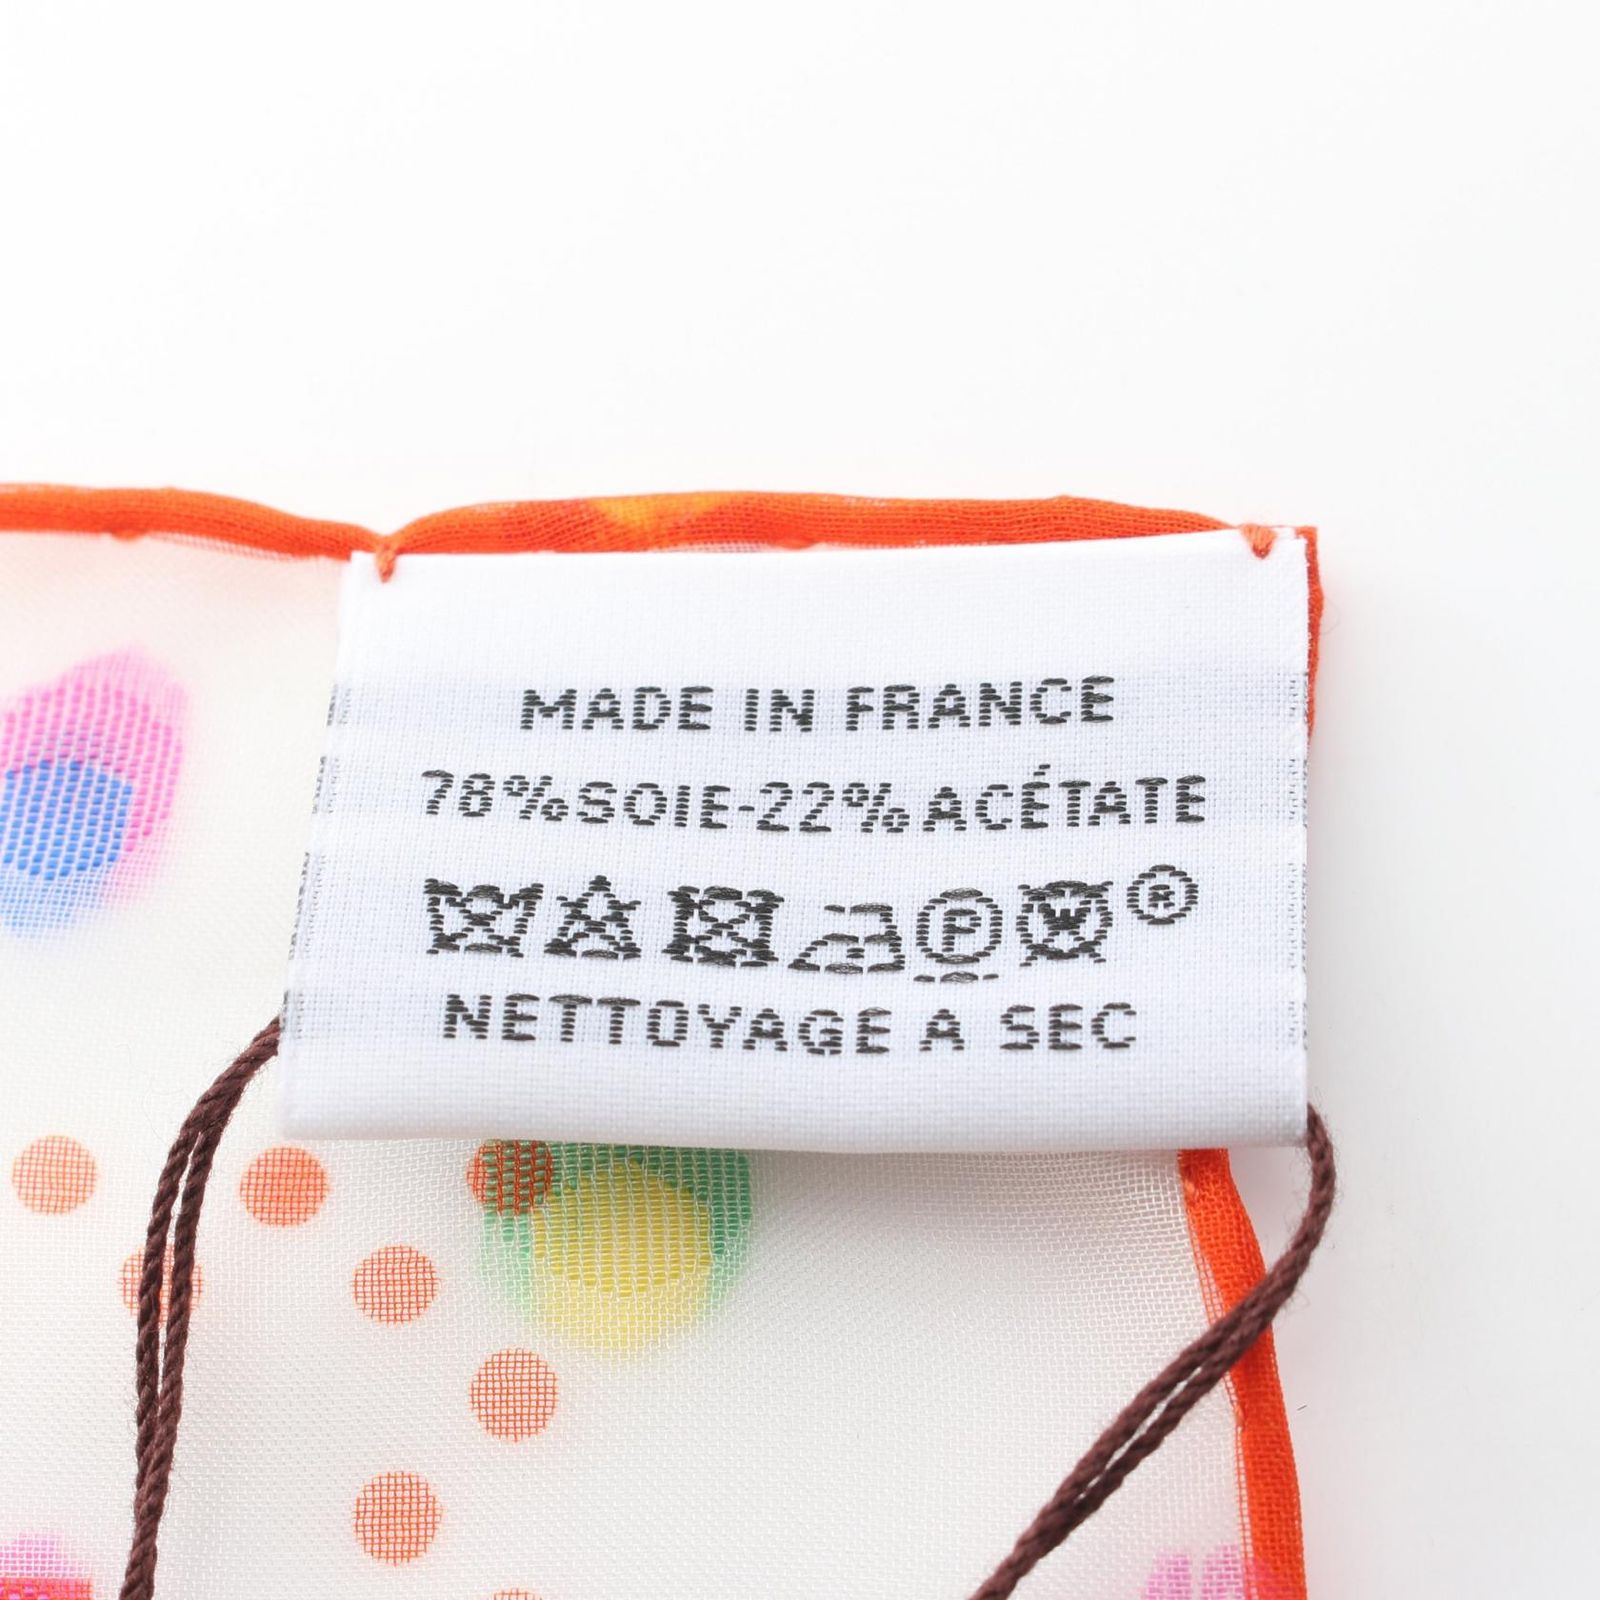 MADE IN FRANCE
78%SOIE-22%ACÉTATE
P W ®
NETTOYAGE A SEC